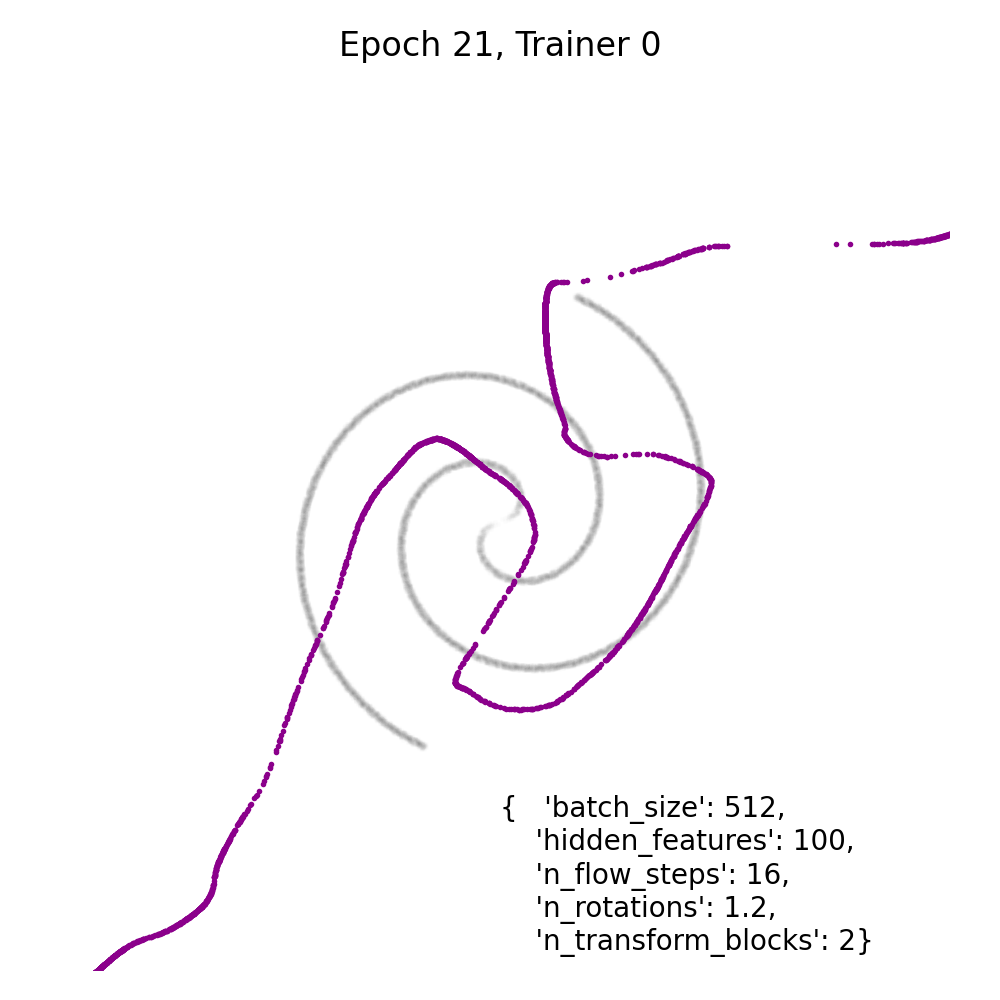 Epoch 21, Trainer 0
{   'batch_size': 512,
'hidden_features': 100,
'n_flow_steps': 16,
'n_rotations': 1.2,
'n_transform_blocks': 2}